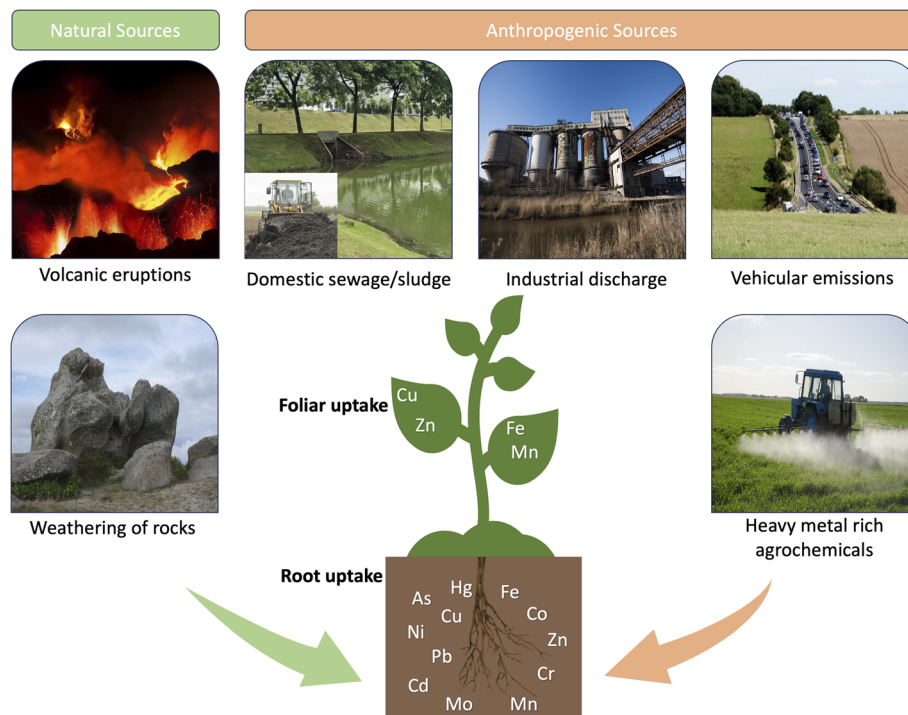 Natural Sources
Anthropogenic Sources
Volcanic eruptions
Domestic sewage/sludge
Industrial discharge
Vehicular emissions
Foliar uptake
Cu
Zn
Fe
Mn
Weathering of rocks
Heavy metal rich
agrochemicals
Root uptake
As
Hg
Fe
Cu
Co
Ni
Zn
Pb
Cr
Cd
Mo
Mn